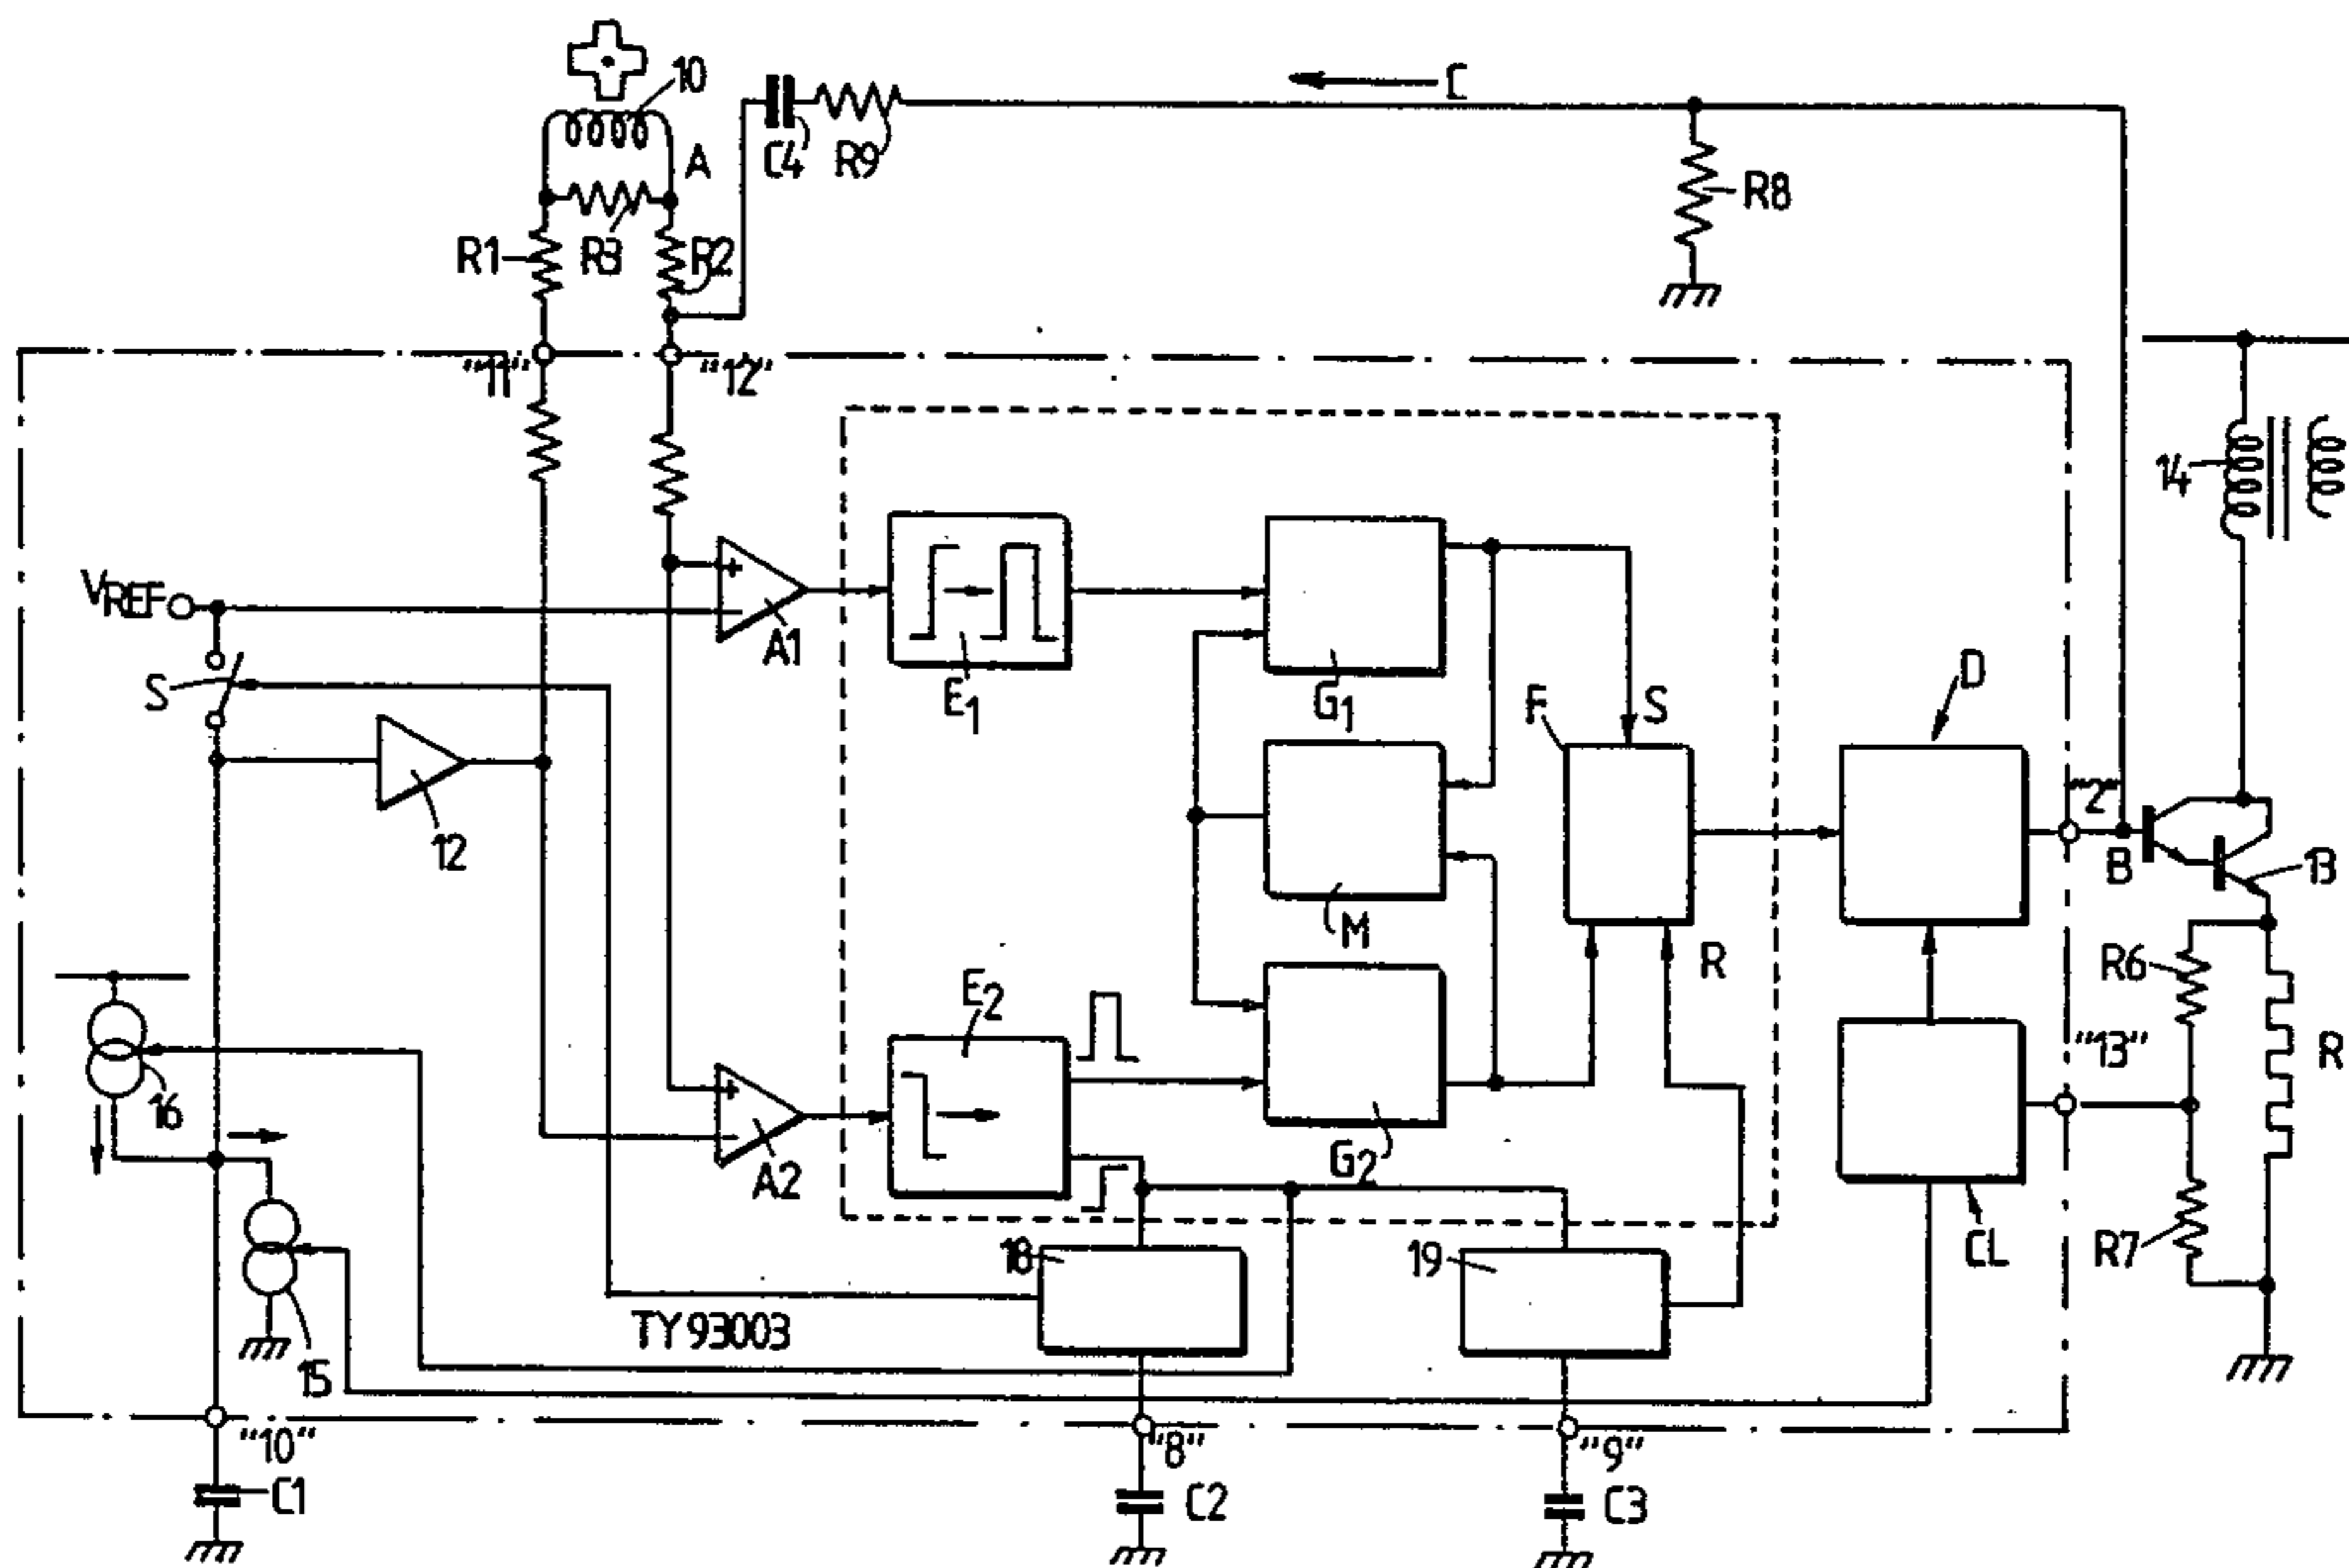 10
C
A
C4
R9
R8
R1
R3
R2
"11"
"12"
14
VREF
+
-
A1
E1
G1
S
F
S
D
12
"2"
B
13
M
R
R6
"13"
R
E2
16
+
-
A2
G2
18
19
CL
R7
TY93003
15
"10"
"8"
"9"
C1
C2
C3